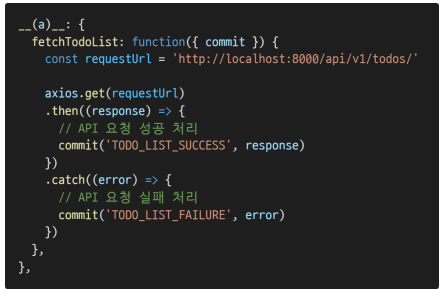 __(a)__: {
fetchTodoList: function({ commit }) {
const requestUrl = 'http://localhost:8000/api/v1/todos/'
axios.get(requestUrl)
.then((response) => {
// API 요청 성공 처리
commit('TODO_LIST_SUCCESS', response)
})
.catch((error) => {
// API 요청 실패 처리
commit('TODO_LIST_FAILURE', error)
})
},
},